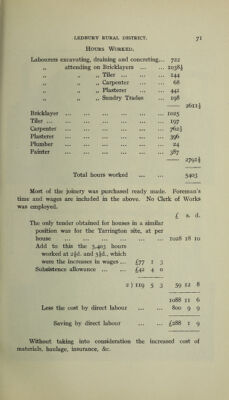 LEDBURY RURAL DISTRICT. 71
HOURS WORKED.
Labourers excavating, draining and concreting... 722
„ attending on Bricklayers ... ... 1038½
„ „ „ Tiler ... ... ... 144
„ „ „ Carpenter ... ... 68
„ „ „ Plasterer ... ... 441
„ „ „ Sundry Trades ... 198
2611½
Bricklayer ... ... ... ... ... ... 1025
Tiler ... ... ... ... ... ... ... 197
Carpenter ... ... ... ... ... ... 762½
Plasterer ... ... ... ... ... ... 396
Plumber ... ... ... ... ... ... 24
Painter ... ... ... ... ... ... 387
2791½
Total hours worked ... ... 5403
Most of the joinery was purchased ready made. Foreman's
time and wages are included in the above. No Clerk of Works
was employed.
£ s. d.
The only tender obtained for houses in a similar
position was for the Tarrington site, at per
house ... ... ... ... ... ... 1028 18 10
Add to this the 5,403 hours
worked at 2¾d. and 3¾d., which
were the increases in wages ... £77 1 3
Subsistence allowance ... ... £42 4 0
2) 119 5 3 59 12 8
1088 11 6
Less the cost by direct labour ... ... 800 9 9
Saving by direct labour ... ... £288 1 9
Without taking into consideration the increased cost of
materials, haulage, insurance, &c.